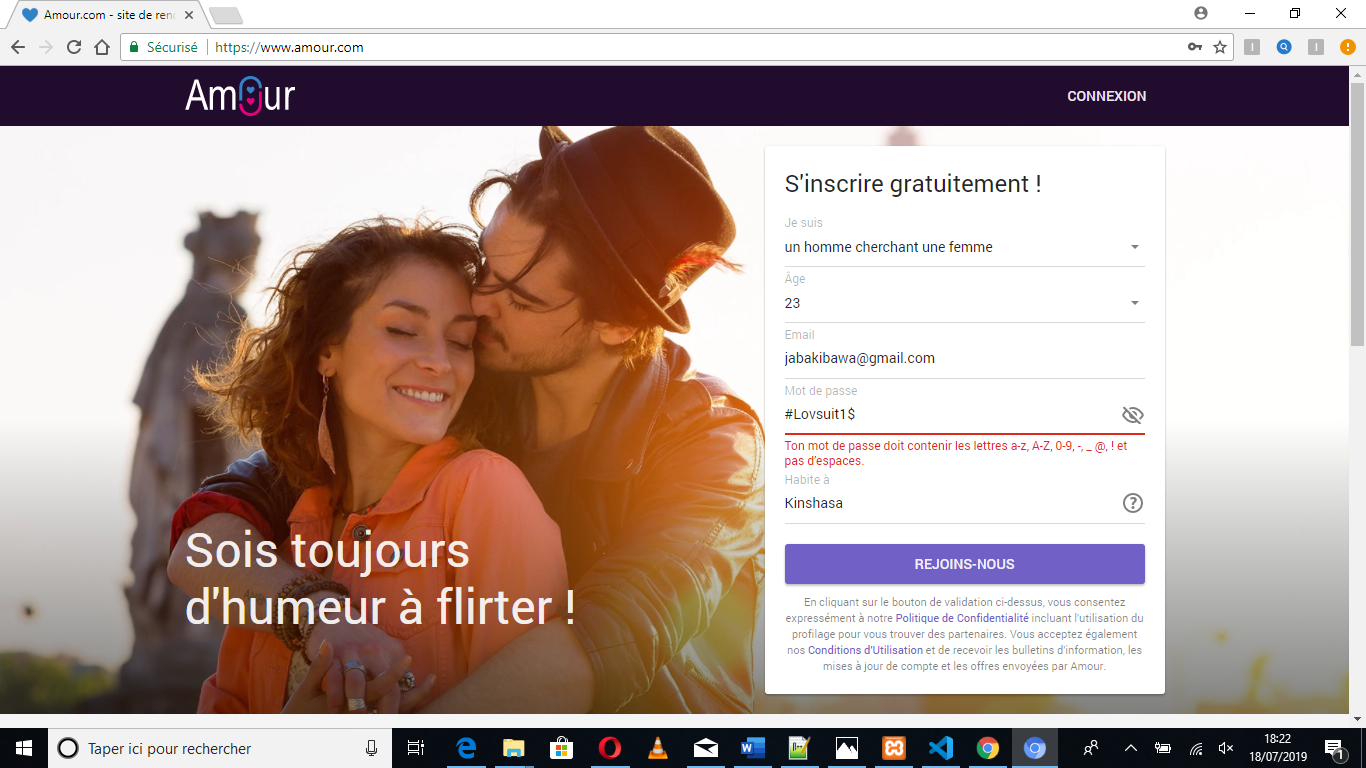 Amour.com - site de renc
Sécurisé
https://www.amour.com
Amour
CONNEXION
S'inscrire gratuitement !
Je suis
un homme cherchant une femme
Âge
23
Email
jabakibawa@gmail.com
Mot de passe
#Lovsuit1$
Ton mot de passe doit contenir les lettres a-z, A-Z, 0-9, -, _ @, ! et
pas d'espaces.
Habite à
Kinshasa
REJOINS-NOUS
En cliquant sur le bouton de validation ci-dessus, vous consentez
expressément à notre Politique de Confidentialité incluant l'utilisation du
profilage pour vous trouver des partenaires. Vous acceptez également
nos Conditions d'Utilisation et de recevoir les bulletins d'information, les
mises à jour de compte et les offres envoyées par Amour.
Sois toujours
d'humeur à flirter !
Taper ici pour rechercher
18:22
18/07/2019
1